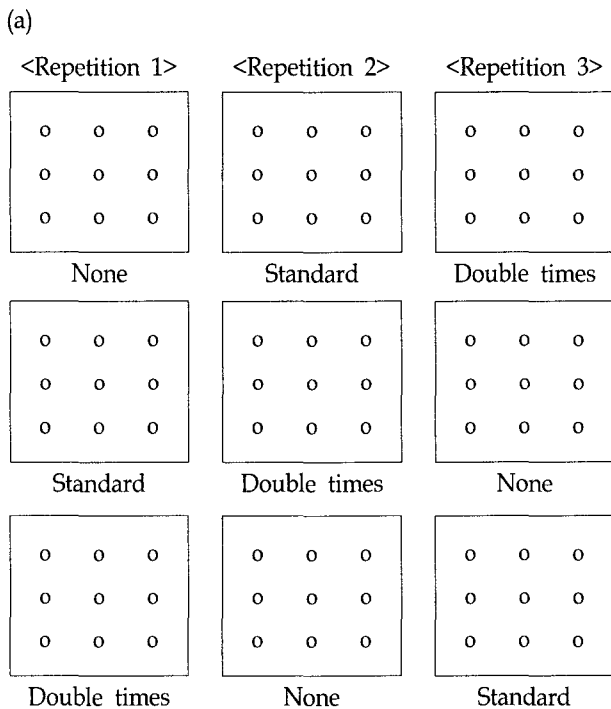 (a)
<Repetition 1> <Repetition 2> <Repetition 3>
o o o o o o o o o
o o o o o o o o o
o o o o o o o o o
None Standard Double times
o o o o o o o o o
o o o o o o o o o
o o o o o o o o o
Standard Double times None
o o o o o o o o o
o o o o o o o o o
o o o o o o o o o
Double times None Standard